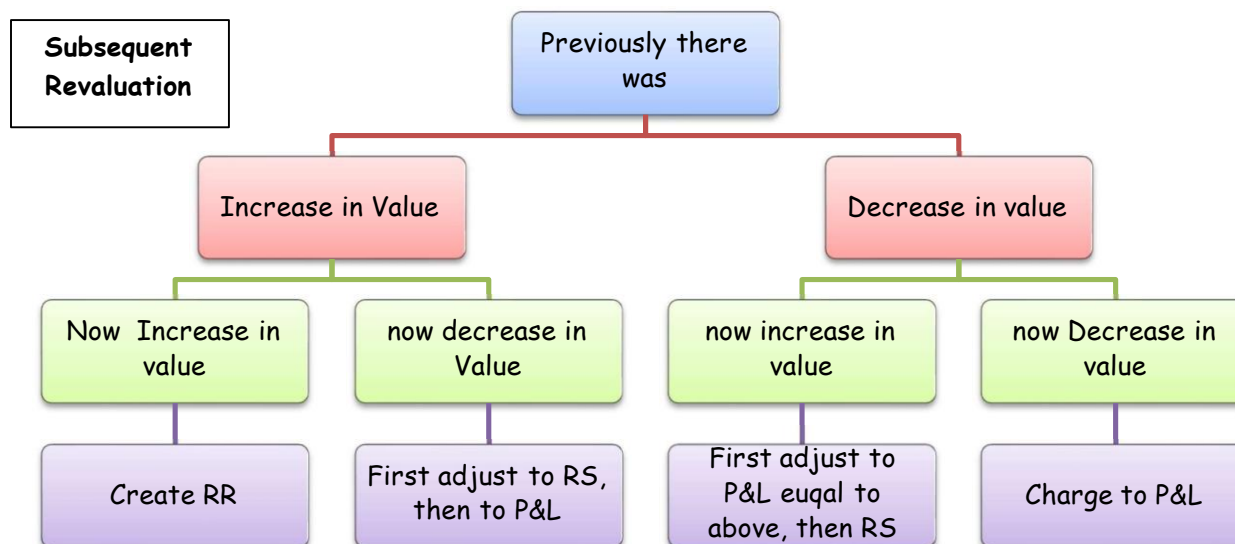 Subsequent
Revaluation
Previously there
was
Increase in Value
Decrease in value
Now Increase in
value
now decrease in
Value
now increase in
value
now Decrease in
value
Create RR
First adjust to RS,
then to P&L
First adjust to
P&L euqal to
above, then RS
Charge to P&L